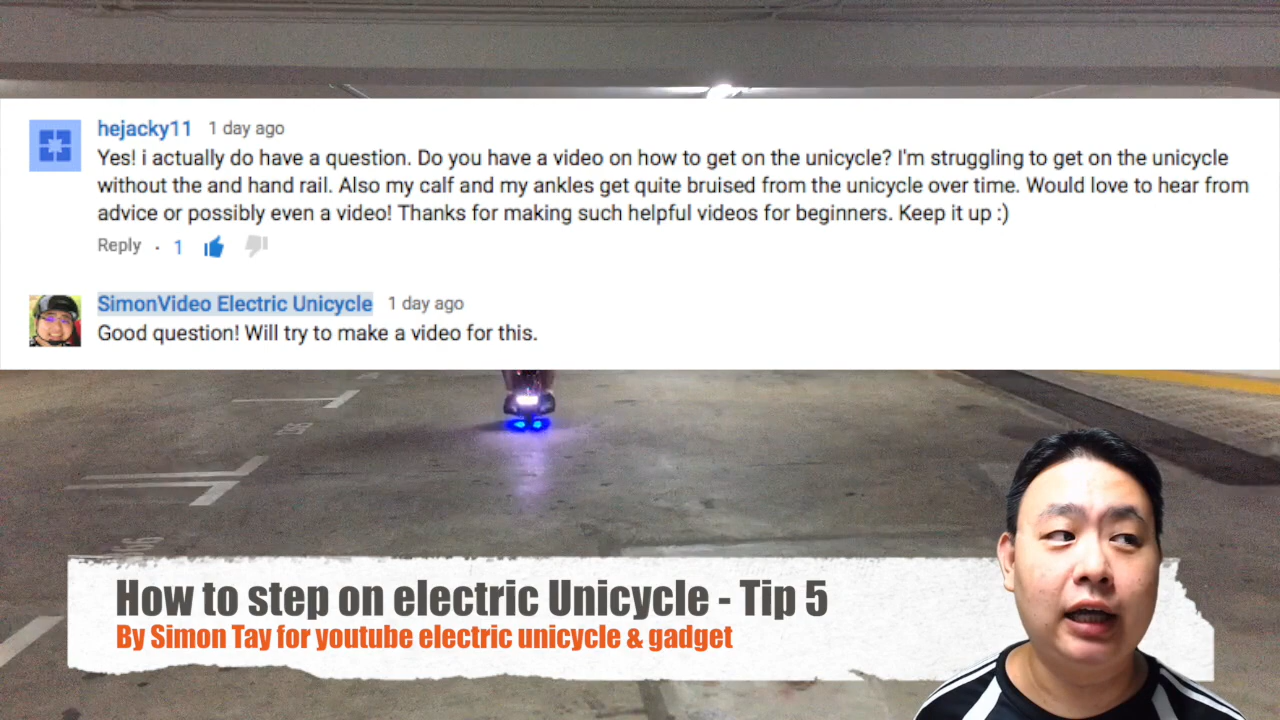 hejacky11 1 day ago
Yes! i actually do have a question. Do you have a video on how to get on the unicycle? I'm struggling to get on the unicycle
without the and hand rail. Also my calf and my ankles get quite bruised from the unicycle over time. Would love to hear from
advice or possibly even a video! Thanks for making such helpful videos for beginners. Keep it up :)
Reply · 1
SimonVideo Electric Unicycle 1 day ago
Good question! Will try to make a video for this.
How to step on electric Unicycle - Tip 5
By Simon Tay for youtube electric unicycle & gadget